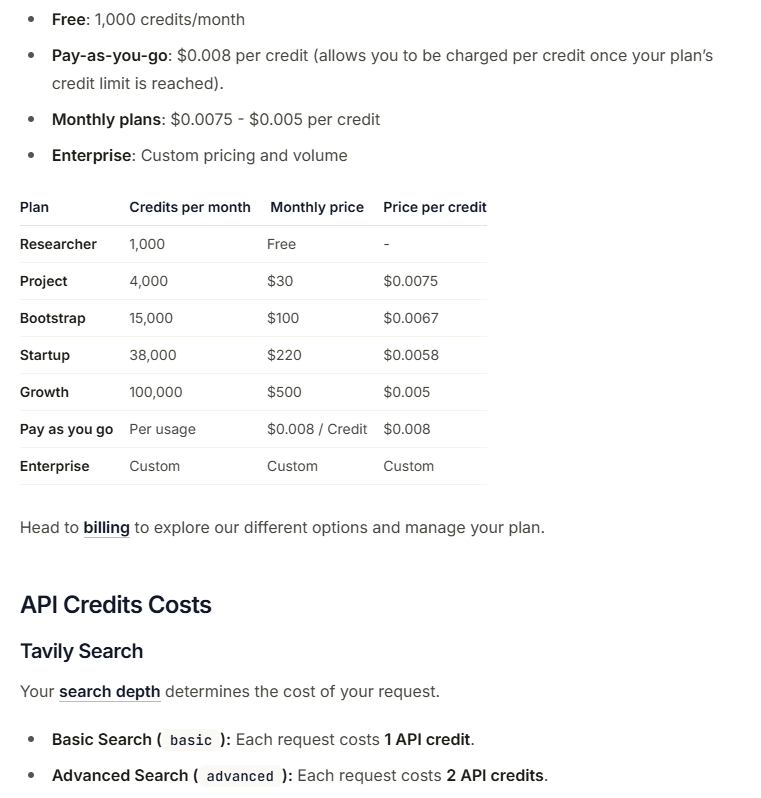 Free: 1,000 credits/month
Pay-as-you-go: $0.008 per credit (allows you to be charged per credit once your plan’s
credit limit is reached).
Monthly plans: $0.0075 - $0.005 per credit
Enterprise: Custom pricing and volume
Plan Credits per month Monthly price Price per credit
Researcher 1,000 Free -
Project 4,000 $30 $0.0075
Bootstrap 15,000 $100 $0.0067
Startup 38,000 $220 $0.0058
Growth 100,000 $500 $0.005
Pay as you go Per usage $0.008 / Credit $0.008
Enterprise Custom Custom Custom
Head to billing to explore our different options and manage your plan.
API Credits Costs
Tavily Search
Your search depth determines the cost of your request.
Basic Search ( basic ): Each request costs 1 API credit.
Advanced Search ( advanced ): Each request costs 2 API credits.